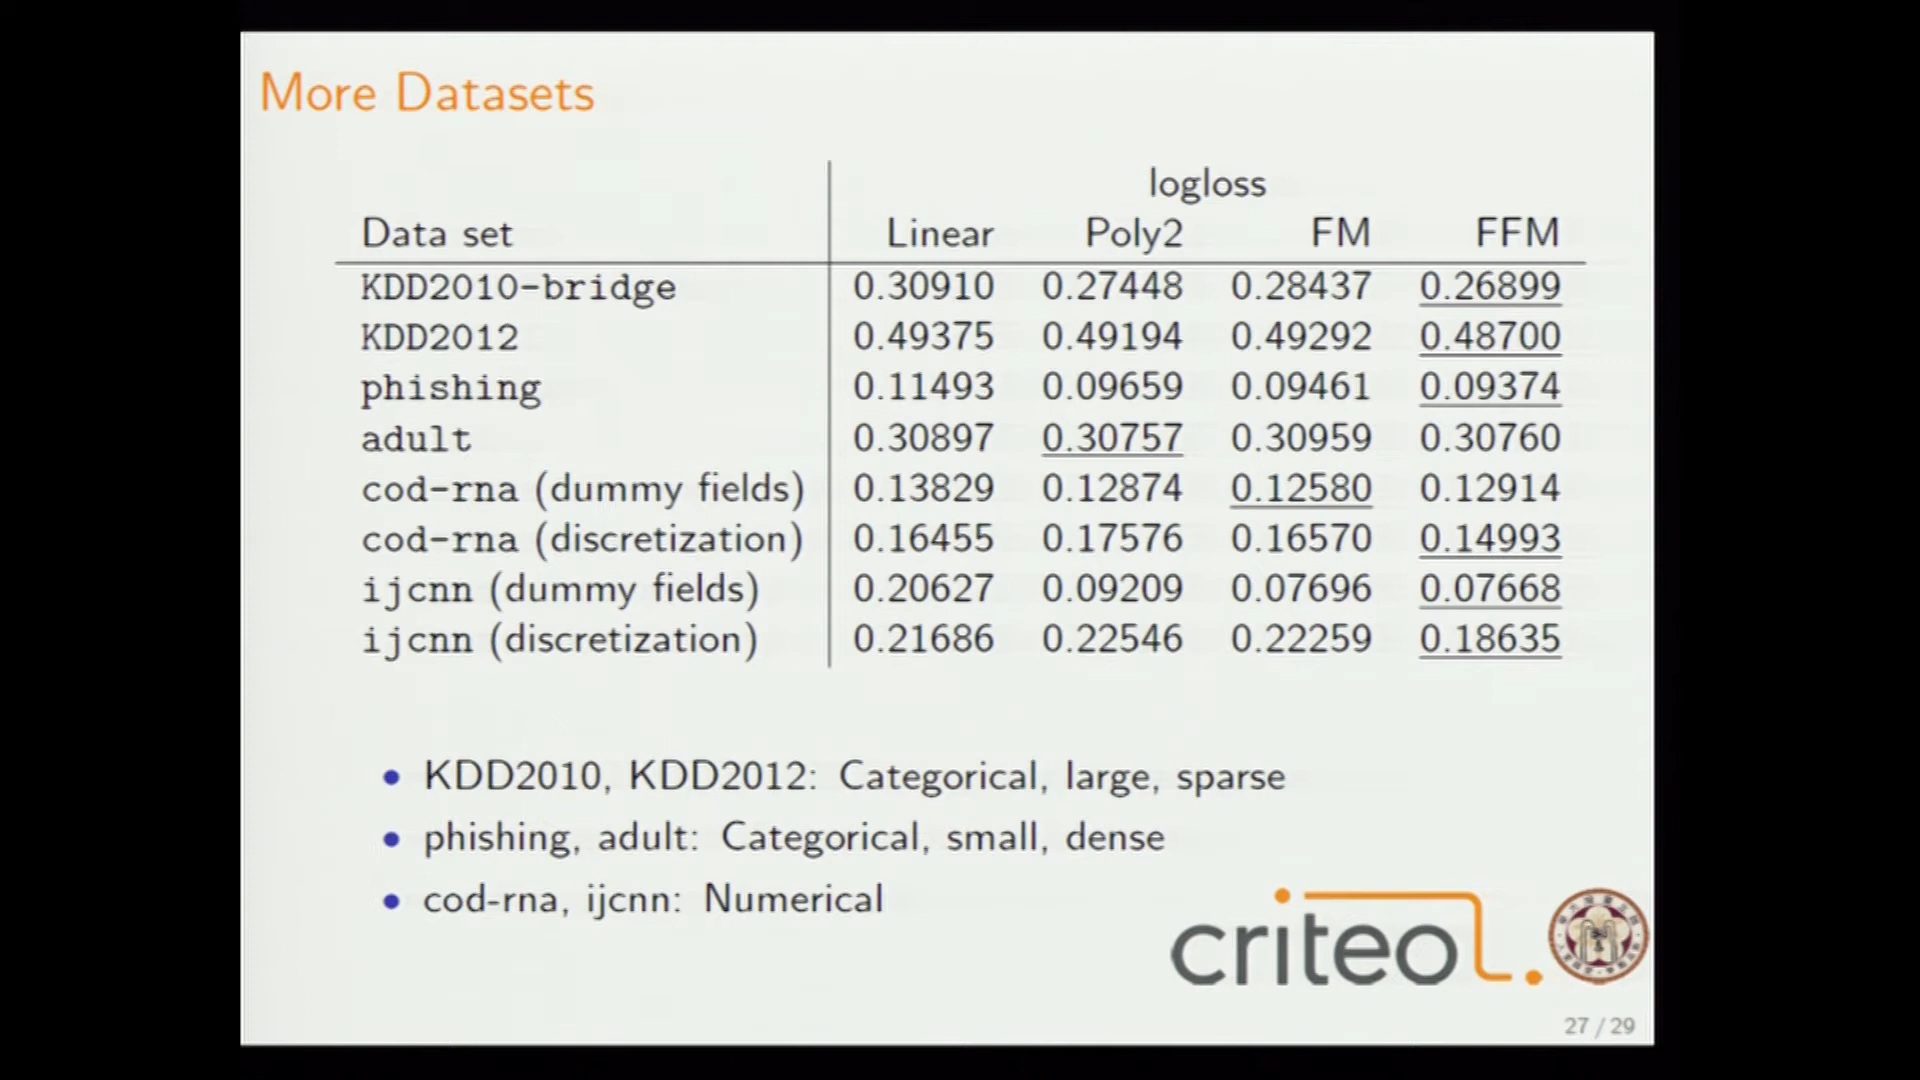 More Datasets
logloss
Data set Linear Poly2 FM FFM
KDD2010-bridge 0.30910 0.27448 0.28437 0.26899
KDD2012 0.49375 0.49194 0.49292 0.48700
phishing 0.11493 0.09659 0.09461 0.09374
adult 0.30897 0.30757 0.30959 0.30760
cod-rna (dummy fields) 0.13829 0.12874 0.12580 0.12914
cod-rna (discretization) 0.16455 0.17576 0.16570 0.14993
ijcnn (dummy fields) 0.20627 0.09209 0.07696 0.07668
ijcnn (discretization) 0.21686 0.22546 0.22259 0.18635
• KDD2010, KDD2012: Categorical, large, sparse
• phishing, adult: Categorical, small, dense
• cod-rna, ijcnn: Numerical
criteo
27 / 29